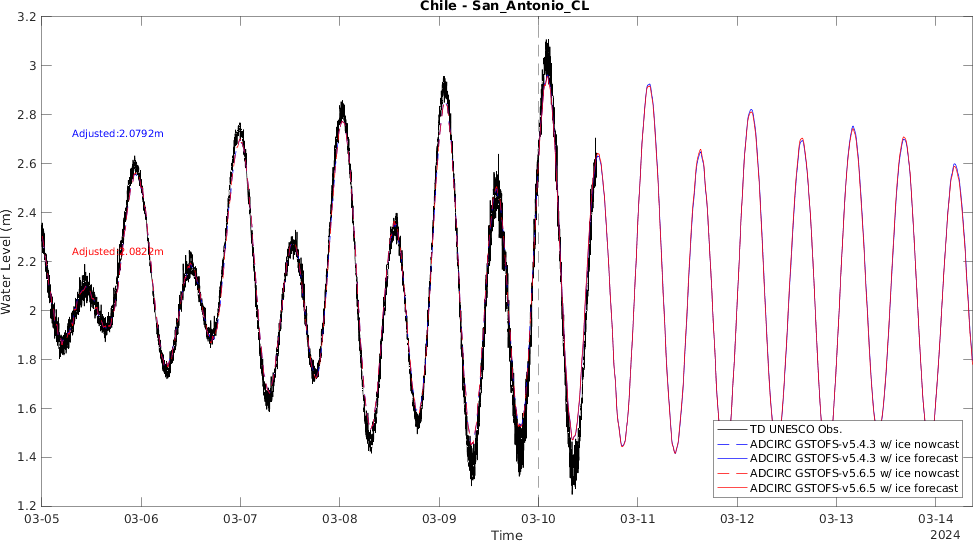 Chile - San_Antonio_CL
3.2
3
2.8
2.6
2.4
2.2
2
1.8
1.6
1.4
1.2
Water Level (m)
Adjusted:2.0792m
Adjusted:2.0822m
TD UNESCO Obs.
ADCIRC GSTOFS-v5.4.3 w/ ice nowcast
ADCIRC GSTOFS-v5.4.3 w/ ice forecast
ADCIRC GSTOFS-v5.6.5 w/ ice nowcast
ADCIRC GSTOFS-v5.6.5 w/ ice forecast
03-05 03-06 03-07 03-08 03-09 03-10 03-11 03-12 03-13 03-14
2024
Time